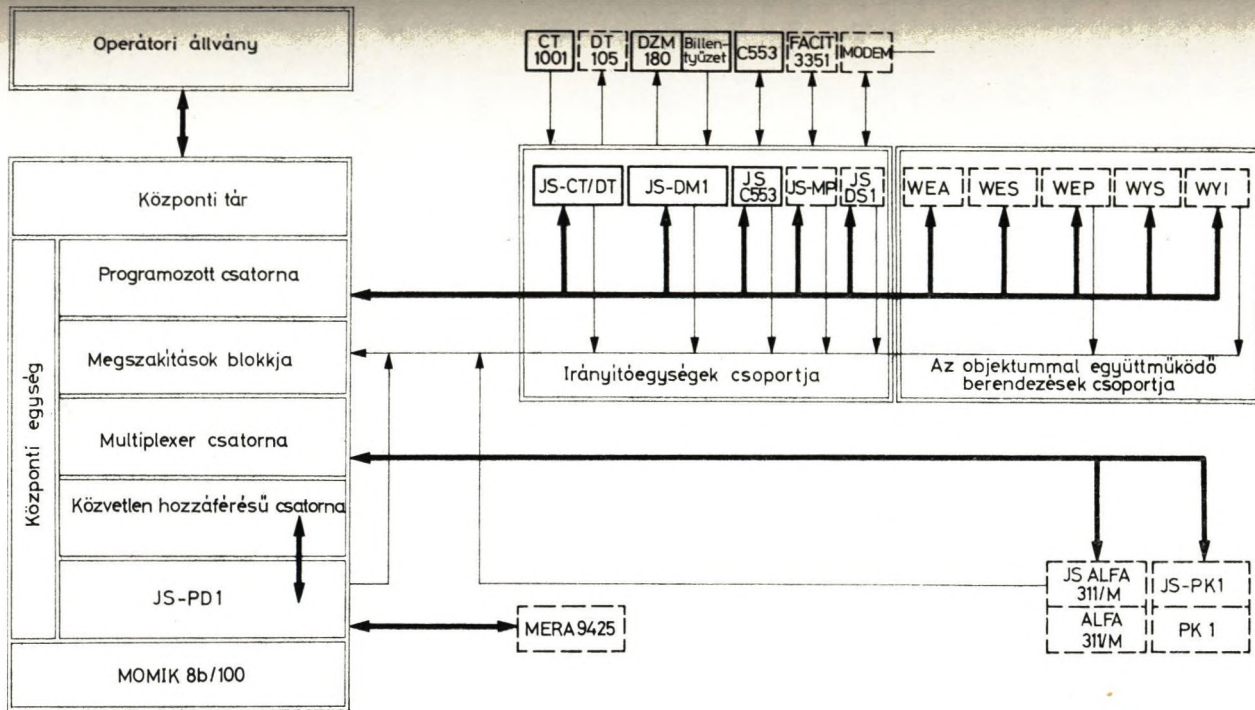 Operátori állvány
Központi tár
Központi egység
Programozott csatorna
Megszakítások blokkja
Multiplexer csatorna
Közvetlen hozzáférésű csatorna
JS-PD1
MOMIK 8b/100
CT
1001
DT
105
DZM
180
Billen-
tyűzet
C553
FACIT
3351
MODEM
JS-CT/DT
JS-DM1
JS
C553
JS-MP
JS
DS1
Irányítóegységek csoportja
WEA
WES
WEP
WYS
WYI
Az objektummal együttműködő
berendezések csoportja
MERA 9425
JS ALFA
311/M
ALFA
311/M
JS-PK1
PK 1